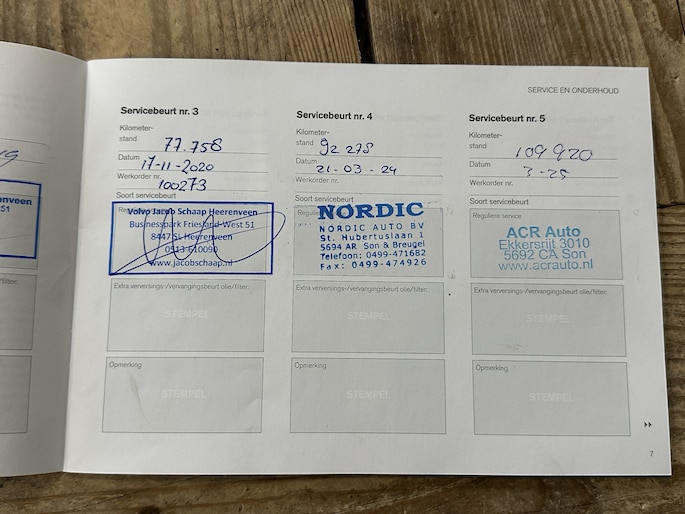 SERVICE EN ONDERHOUD
Servicebeurt nr. 3
Kilometer-
stand 77.758
Datum 17-11-2020
Werkorder nr. 100273
Soort servicebeurt
Volvo Jacob Schaap Heerenveen
Businesspark Friesland-West 51
8447 SL Heerenveen
0513-610090
www.jacobschaap.nl
Extra verversings-/vervangingsbeurt olie/filter:
STEMPEL
Opmerking
STEMPEL
Servicebeurt nr. 4
Kilometer-
stand 92 278
Datum 21-03-24
Werkorder nr.
Soort servicebeurt
NORDIC
NORDIC AUTO BV
St. Hubertuslaan 1
5694 AR Son & Breugel
Telefoon: 0499-471682
Fax: 0499-474926
Extra verversings-/vervangingsbeurt olie/filter:
STEMPEL
Opmerking
STEMPEL
Servicebeurt nr. 5
Kilometer-
stand 109 920
Datum 3-25
Werkorder nr.
Soort servicebeurt
Reguliere service
ACR Auto
Ekkersrijt 3010
5692 CA Son
www.acrauto.nl
Extra verversings-/vervangingsbeurt olie/filter:
STEMPEL
Opmerking
STEMPEL
7